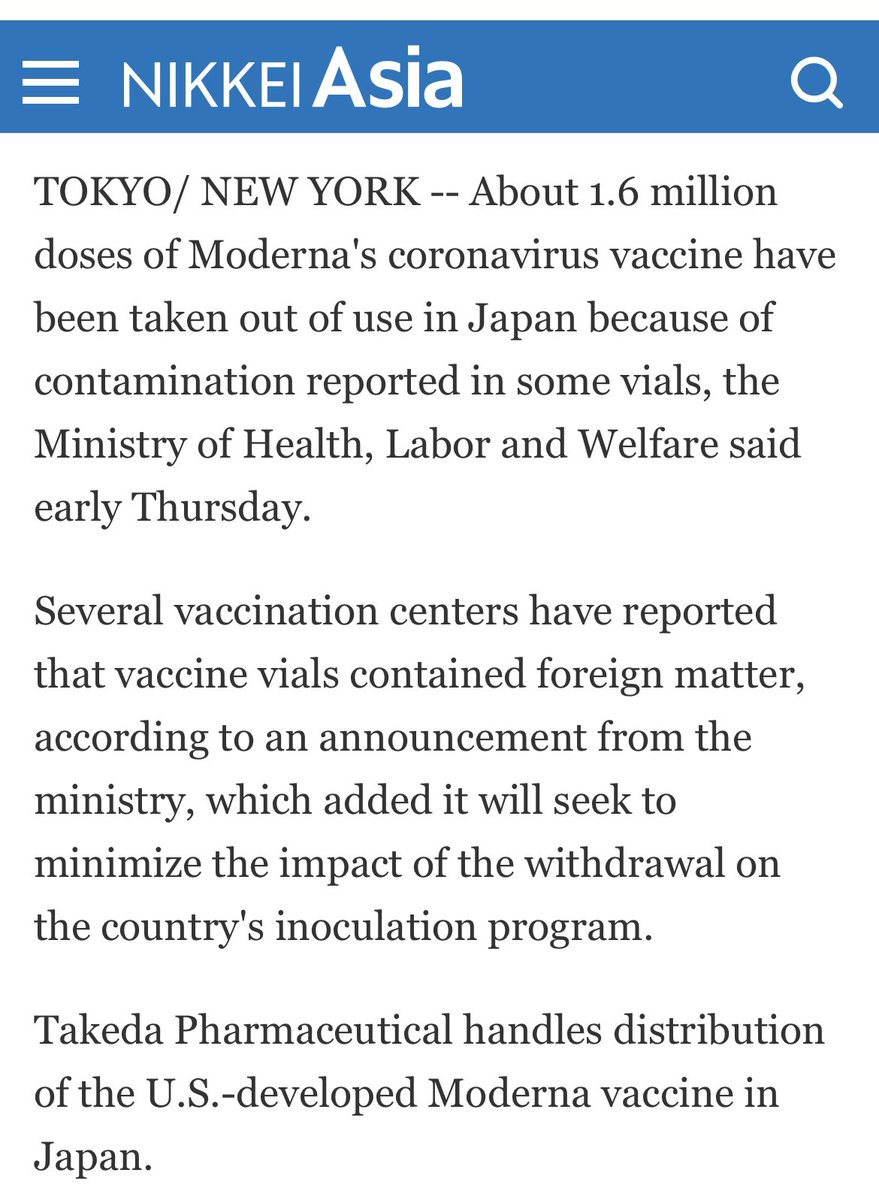 NIKKEI Asia
TOKYO/ NEW YORK -- About 1.6 million
doses of Moderna's coronavirus vaccine have
been taken out of use in Japan because of
contamination reported in some vials, the
Ministry of Health, Labor and Welfare said
early Thursday.
Several vaccination centers have reported
that vaccine vials contained foreign matter,
according to an announcement from the
ministry, which added it will seek to
minimize the impact of the withdrawal on
the country's inoculation program.
Takeda Pharmaceutical handles distribution
of the U.S.-developed Moderna vaccine in
Japan.